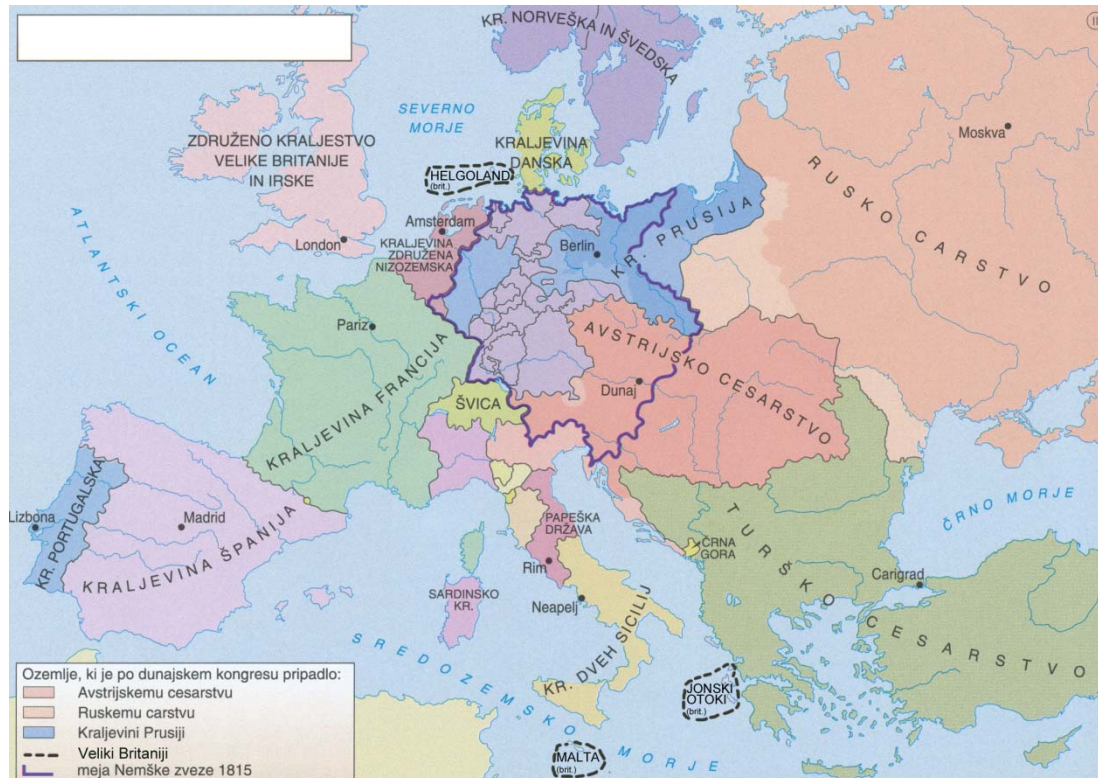 KR. NORVEŠKA IN ŠVEDSKA
SEVERNO
MORJE
ZDRUŽENO KRALJESTVO
VELIKE BRITANIJE
IN IRSKE
KRALJEVINA
DANSKA
Moskva
RUSKO CARSTVO
HELGOLAND
(brit.)
ATLANTSKI OCEAN
London
Amsterdam
KRALJEVINA
ZDRUŽENA
NIZOZEMSKA
Berlin
KR. PRUSIJA
Pariz
KRALJEVINA FRANCIJA
AVSTRIJSKO CESARSTVO
Dunaj
ŠVICA
KR. PORTUGALSKA
Lizbona
Madrid
KRALJEVINA ŠPANIJA
PAPEŠKA
DRŽAVA
Rim
ČRNA
GORA
TURŠKO CESARSTVO
ČRNO MORJE
Carigrad
SARDINSKO
KR.
Neapelj
KR. DVEH SICILIJ
SREDOZEMSKO MORJE
JONSKI
OTOKI
(brit.)
MALTA
(brit.)
Ozemlje, ki je po dunajskem kongresu pripadlo:
Avstrijskemu cesarstvu
Ruskemu carstvu
Kraljevini Prusiji
Veliki Britaniji
meja Nemške zveze 1815